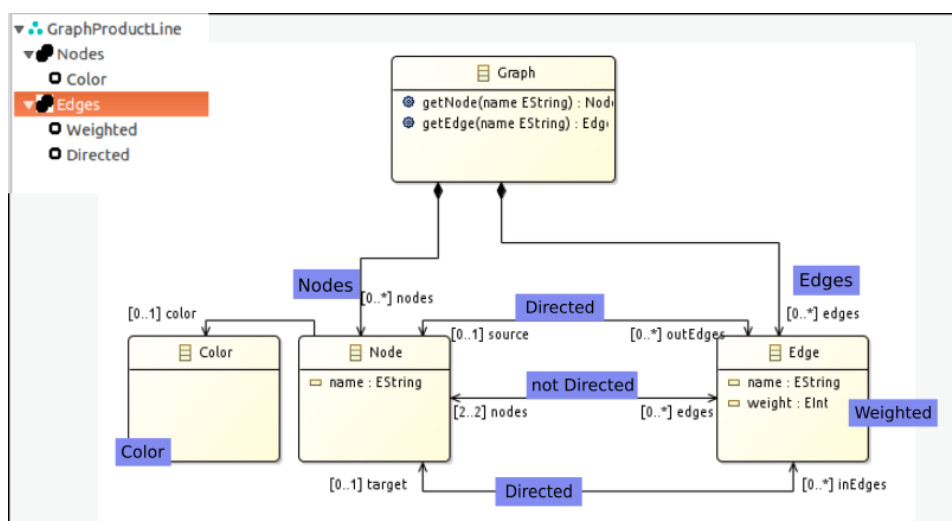 GraphProductLine
Nodes
Color
Edges
Weighted
Directed
Graph
getNode(name EString) : Node
getEdge(name EString) : Edg
Nodes
[0..*] nodes
Edges
[0..*] edges
[0..1] color
Directed
[0..1] source
[0..*] outEdges
Color
Node
name : EString
not Directed
[2..2] nodes
[0..*] edges
Edge
name : EString
weight : EInt
Weighted
Color
[0..1] target
Directed
[0..*] inEdges